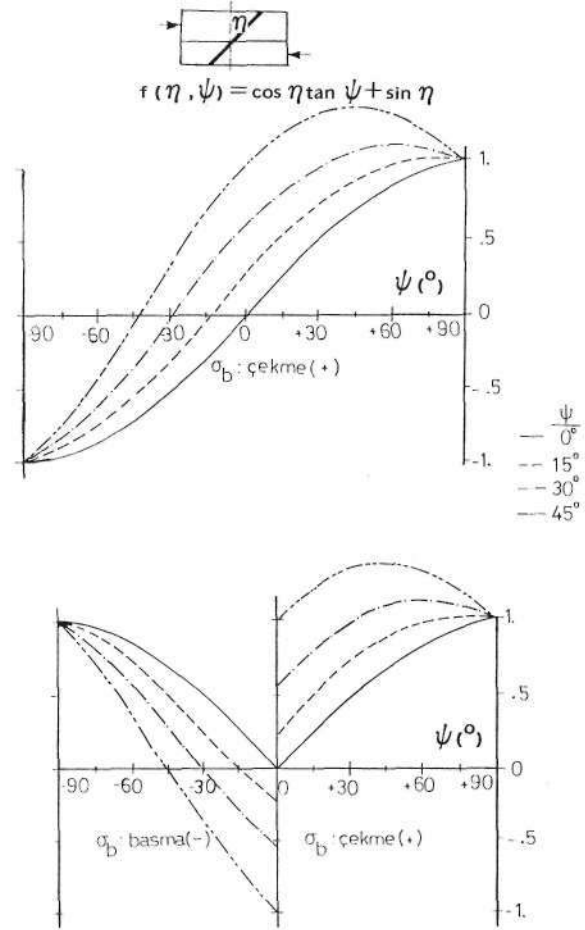 η
f(η,ψ) = cos η tan ψ + sin η
1.
.5
ψ(°)
0
-90 -60 -30 0 +30 +60 +90
σb : çekme(+)
-.5
-1.
ψ
0°
15°
30°
45°
1.
.5
ψ(°)
0
-90 -60 -30 0 +30 +60 +90
σb : basma(-) σb : çekme(+)
-.5
-1.